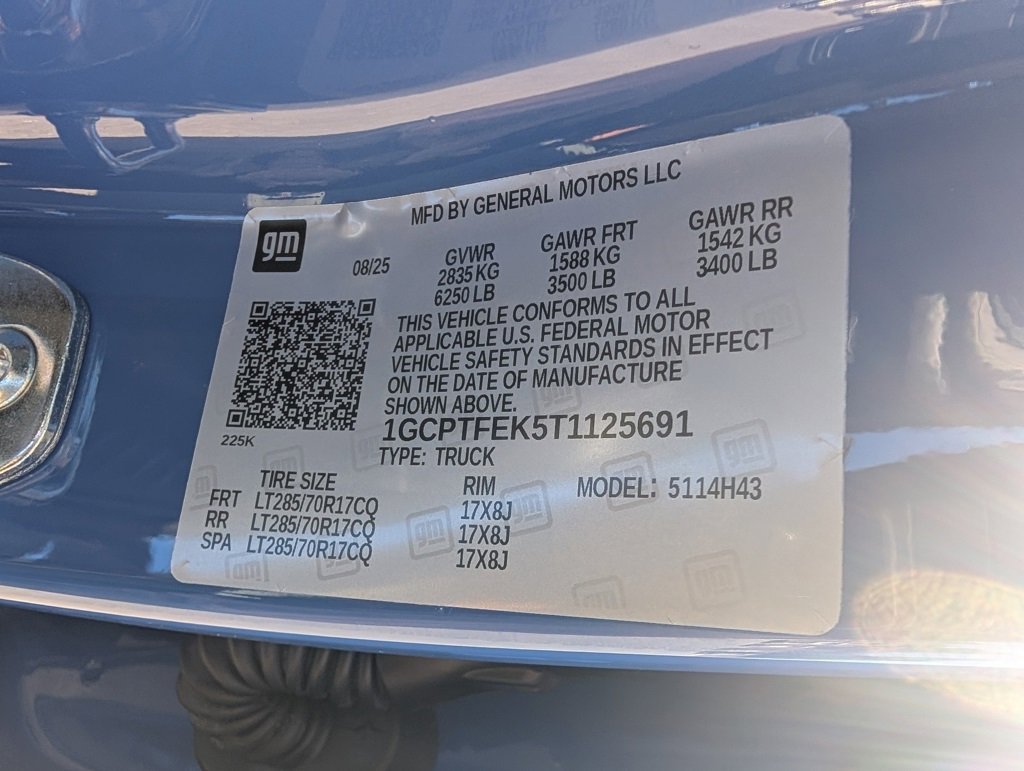 MFD BY GENERAL MOTORS LLC
gm
08/25
GVWR
2835 KG
6250 LB
GAWR FRT
1588 KG
3500 LB
GAWR RR
1542 KG
3400 LB
THIS VEHICLE CONFORMS TO ALL
APPLICABLE U.S. FEDERAL MOTOR
VEHICLE SAFETY STANDARDS IN EFFECT
ON THE DATE OF MANUFACTURE
SHOWN ABOVE.
225K
1GCPTFEK5T1125691
TYPE: TRUCK
TIRE SIZE RIM MODEL: 5114H43
FRT LT285/70R17CQ 17X8J
RR LT285/70R17CQ 17X8J
SPA LT285/70R17CQ 17X8J